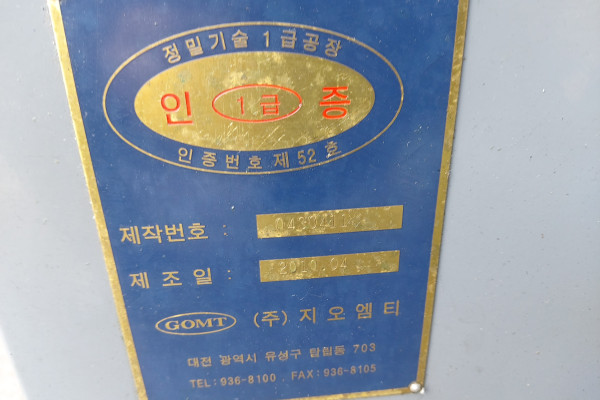 정밀기술 1급공장
인 1급 증
인증번호 제 52 호
제작번호 :
제조일 : 2010.04
GOMT (주) 지오엠티
대전 광역시 유성구 탑립동 703
TEL : 936-8100 . FAX : 936-8105